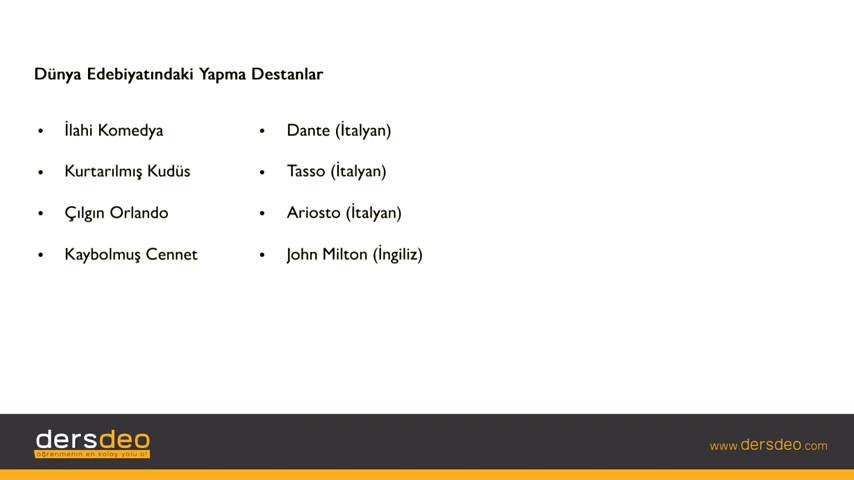 Dünya Edebiyatındaki Yapma Destanlar
• İlahi Komedya • Dante (İtalyan)
• Kurtarılmış Kudüs • Tasso (İtalyan)
• Çılgın Orlando • Ariosto (İtalyan)
• Kaybolmuş Cennet • John Milton (İngiliz)
dersdeo
öğrenmenin en kolay yolu o!
www.dersdeo.com